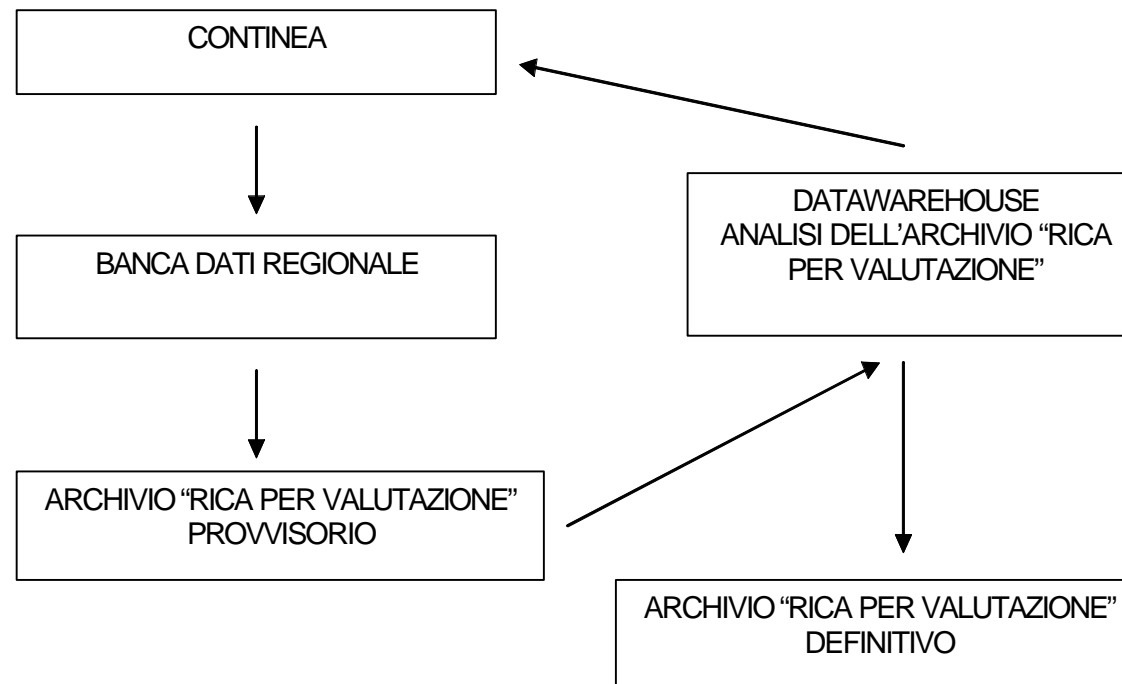 CONTINEA
DATAWAREHOUSE
ANALISI DELL’ARCHIVIO “RICA
PER VALUTAZIONE”
BANCA DATI REGIONALE
ARCHIVIO “RICA PER VALUTAZIONE”
PROVVISORIO
ARCHIVIO “RICA PER VALUTAZIONE”
DEFINITIVO